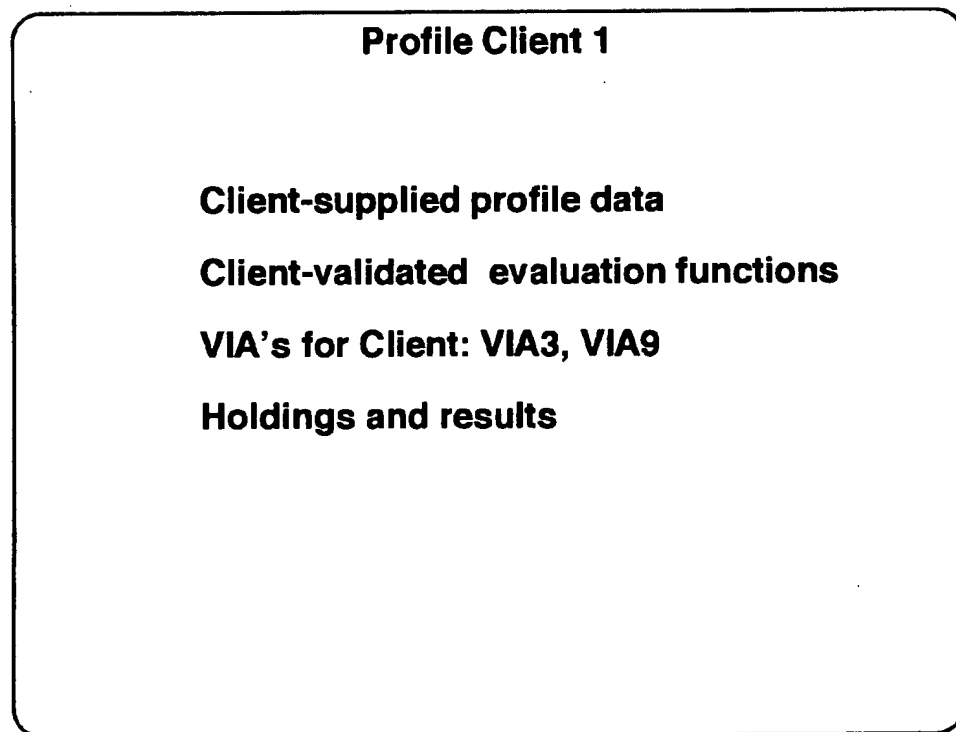 Profile Client 1
Client-supplied profile data
Client-validated evaluation functions
VIA's for Client: VIA3, VIA9
Holdings and results